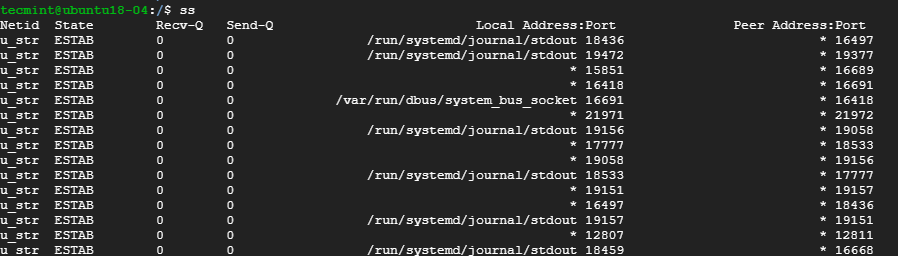 tecmint@ubuntu18-04:/$ ss
Netid State Recv-Q Send-Q Local Address:Port Peer Address:Port
u_str ESTAB 0 0 /run/systemd/journal/stdout 18436 * 16497
u_str ESTAB 0 0 /run/systemd/journal/stdout 19472 * 19377
u_str ESTAB 0 0 * 15851 * 16689
u_str ESTAB 0 0 * 16418 * 16691
u_str ESTAB 0 0 /var/run/dbus/system_bus_socket 16691 * 16418
u_str ESTAB 0 0 * 21971 * 21972
u_str ESTAB 0 0 /run/systemd/journal/stdout 19156 * 19058
u_str ESTAB 0 0 * 17777 * 18533
u_str ESTAB 0 0 * 19058 * 19156
u_str ESTAB 0 0 /run/systemd/journal/stdout 18533 * 17777
u_str ESTAB 0 0 * 19151 * 19157
u_str ESTAB 0 0 * 16497 * 18436
u_str ESTAB 0 0 /run/systemd/journal/stdout 19157 * 19151
u_str ESTAB 0 0 * 12807 * 12811
u_str ESTAB 0 0 /run/systemd/journal/stdout 18459 * 16668